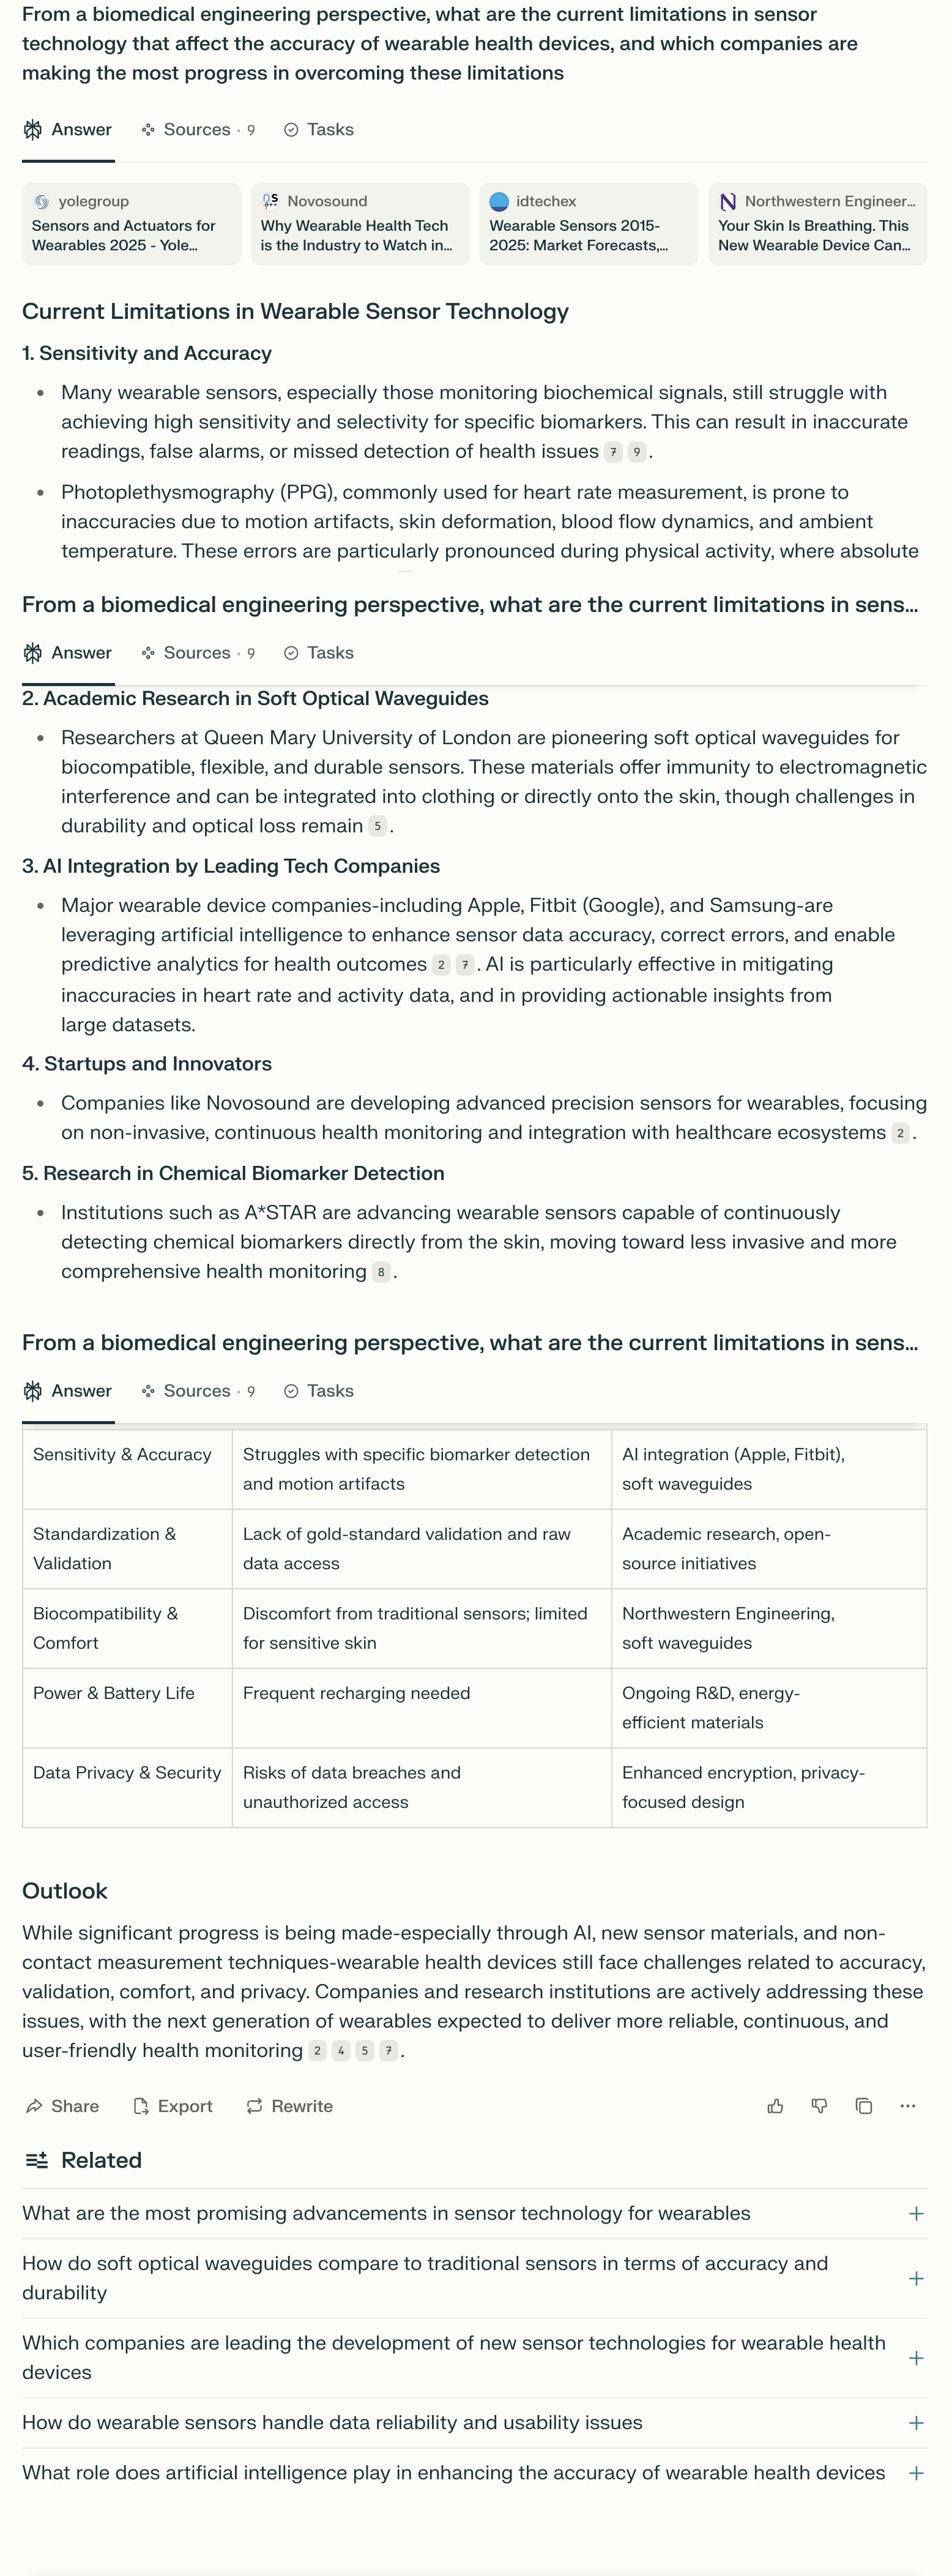 From a biomedical engineering perspective, what are the current limitations in sensor
technology that affect the accuracy of wearable health devices, and which companies are
making the most progress in overcoming these limitations
Answer
Sources · 9
Tasks
yolegroup
Sensors and Actuators for
Wearables 2025 - Yole...
Novosound
Why Wearable Health Tech
is the Industry to Watch in...
idtechex
Wearable Sensors 2015-
2025: Market Forecasts,...
Northwestern Engineer...
Your Skin Is Breathing. This
New Wearable Device Can...
Current Limitations in Wearable Sensor Technology
1. Sensitivity and Accuracy
• Many wearable sensors, especially those monitoring biochemical signals, still struggle with
achieving high sensitivity and selectivity for specific biomarkers. This can result in inaccurate
readings, false alarms, or missed detection of health issues 7 9 .
• Photoplethysmography (PPG), commonly used for heart rate measurement, is prone to
inaccuracies due to motion artifacts, skin deformation, blood flow dynamics, and ambient
temperature. These errors are particularly pronounced during physical activity, where absolute
From a biomedical engineering perspective, what are the current limitations in sens...
Answer
Sources · 9
Tasks
2. Academic Research in Soft Optical Waveguides
• Researchers at Queen Mary University of London are pioneering soft optical waveguides for
biocompatible, flexible, and durable sensors. These materials offer immunity to electromagnetic
interference and can be integrated into clothing or directly onto the skin, though challenges in
durability and optical loss remain 5 .
3. AI Integration by Leading Tech Companies
• Major wearable device companies-including Apple, Fitbit (Google), and Samsung-are
leveraging artificial intelligence to enhance sensor data accuracy, correct errors, and enable
predictive analytics for health outcomes 2 7 . AI is particularly effective in mitigating
inaccuracies in heart rate and activity data, and in providing actionable insights from
large datasets.
4. Startups and Innovators
• Companies like Novosound are developing advanced precision sensors for wearables, focusing
on non-invasive, continuous health monitoring and integration with healthcare ecosystems 2 .
5. Research in Chemical Biomarker Detection
• Institutions such as A*STAR are advancing wearable sensors capable of continuously
detecting chemical biomarkers directly from the skin, moving toward less invasive and more
comprehensive health monitoring 8 .
From a biomedical engineering perspective, what are the current limitations in sens...
Answer
Sources · 9
Tasks
Sensitivity & Accuracy
Struggles with specific biomarker detection
and motion artifacts
AI integration (Apple, Fitbit),
soft waveguides
Standardization &
Validation
Lack of gold-standard validation and raw
data access
Academic research, open-
source initiatives
Biocompatibility &
Comfort
Discomfort from traditional sensors; limited
for sensitive skin
Northwestern Engineering,
soft waveguides
Power & Battery Life
Frequent recharging needed
Ongoing R&D, energy-
efficient materials
Data Privacy & Security
Risks of data breaches and
unauthorized access
Enhanced encryption, privacy-
focused design
Outlook
While significant progress is being made-especially through AI, new sensor materials, and non-
contact measurement techniques-wearable health devices still face challenges related to accuracy,
validation, comfort, and privacy. Companies and research institutions are actively addressing these
issues, with the next generation of wearables expected to deliver more reliable, continuous, and
user-friendly health monitoring 2 4 5 7 .
Share
Export
Rewrite
Related
What are the most promising advancements in sensor technology for wearables
How do soft optical waveguides compare to traditional sensors in terms of accuracy and
durability
Which companies are leading the development of new sensor technologies for wearable health
devices
How do wearable sensors handle data reliability and usability issues
What role does artificial intelligence play in enhancing the accuracy of wearable health devices